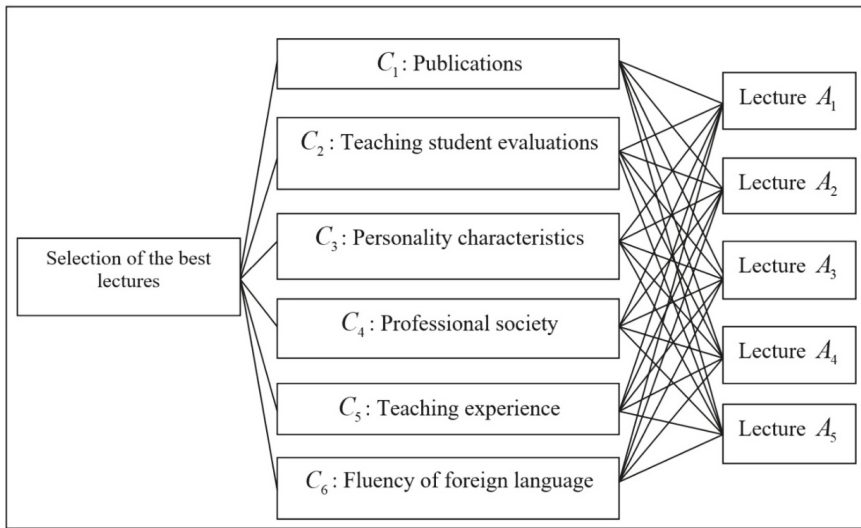 Selection of the best
lectures
C₁ : Publications
C₂ : Teaching student evaluations
C₃ : Personality characteristics
C₄ : Professional society
C₅ : Teaching experience
C₆ : Fluency of foreign language
Lecture A₁
Lecture A₂
Lecture A₃
Lecture A₄
Lecture A₅